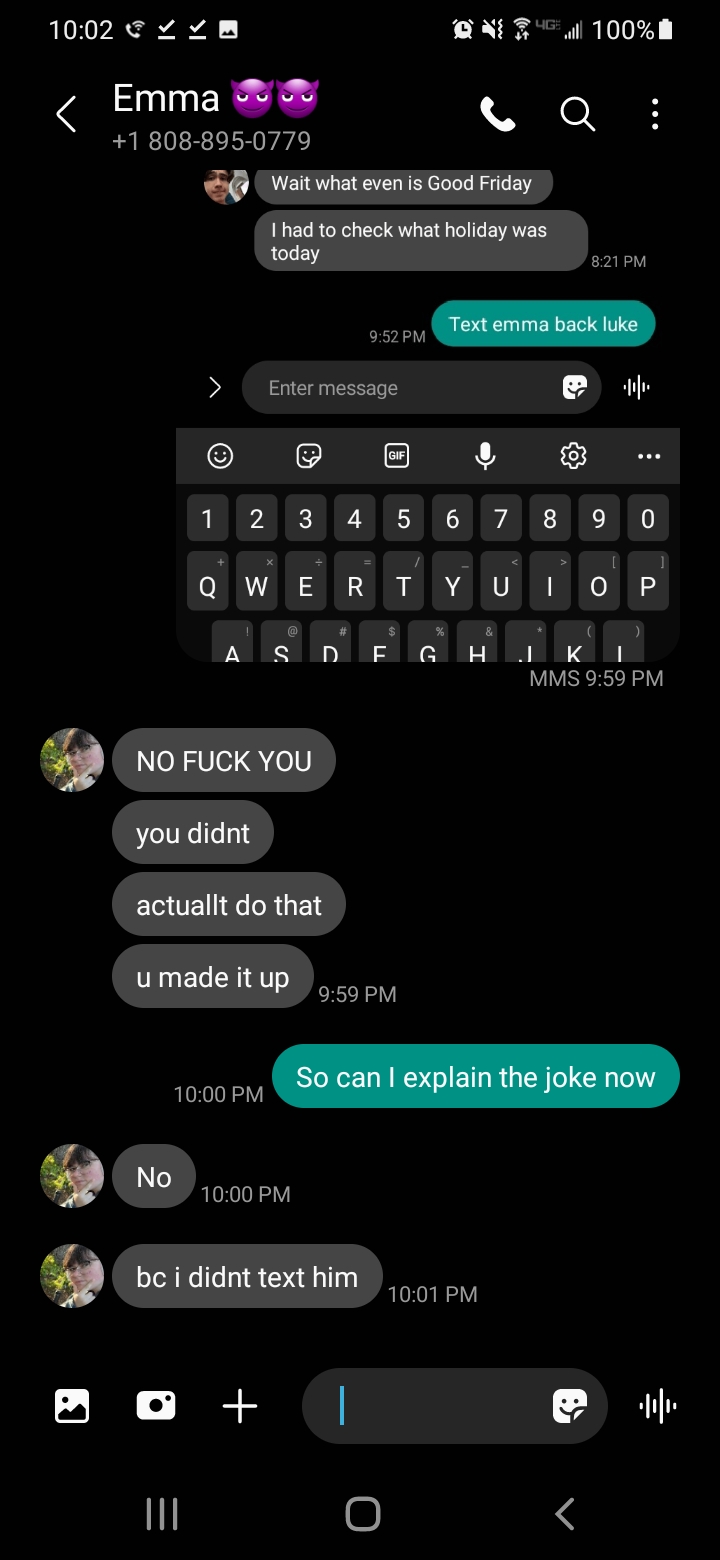 10:02
4G
100%
Emma 😈😈
+1 808-895-0779
Wait what even is Good Friday
I had to check what holiday was
today
8:21 PM
9:52 PM
Text emma back luke
Enter message
GIF
1 2 3 4 5 6 7 8 9 0
+ × ÷ = / _ < > [ ]
Q W E R T Y U I O P
! @ # $ % & * ( )
A S D F G H J K L
MMS 9:59 PM
NO FUCK YOU
you didnt
actuallt do that
u made it up
9:59 PM
10:00 PM
So can I explain the joke now
No
10:00 PM
bc i didnt text him
10:01 PM